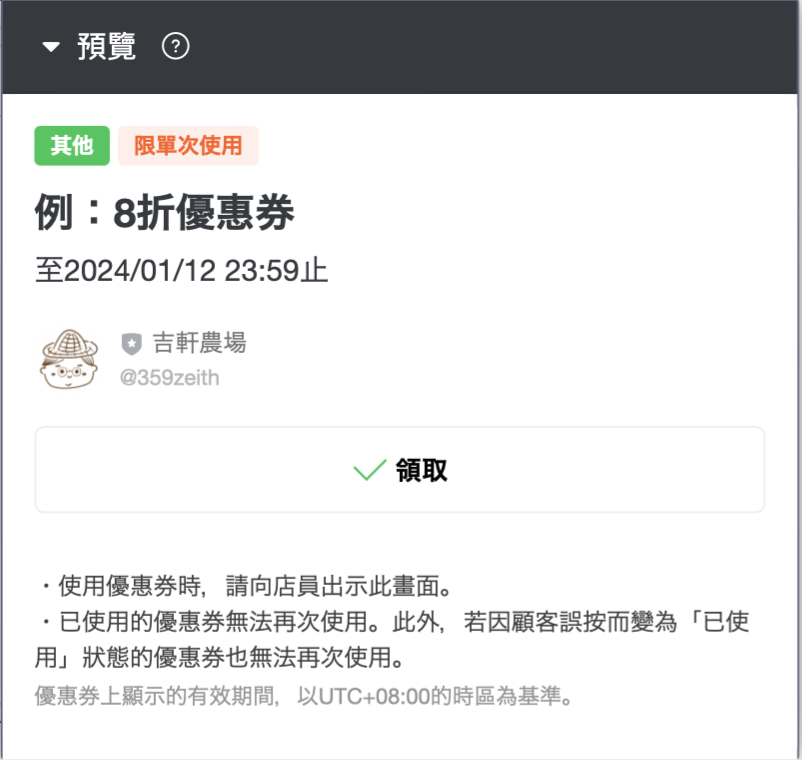 預覽 ?
其他 限單次使用
例：8折優惠券
至2024/01/12 23:59止
吉軒農場
@359zeith
領取
・使用優惠券時，請向店員出示此畫面。
・已使用的優惠券無法再次使用。此外，若因顧客誤按而變為「已使
用」狀態的優惠券也無法再次使用。
優惠券上顯示的有效期間，以UTC+08:00的時區為基準。